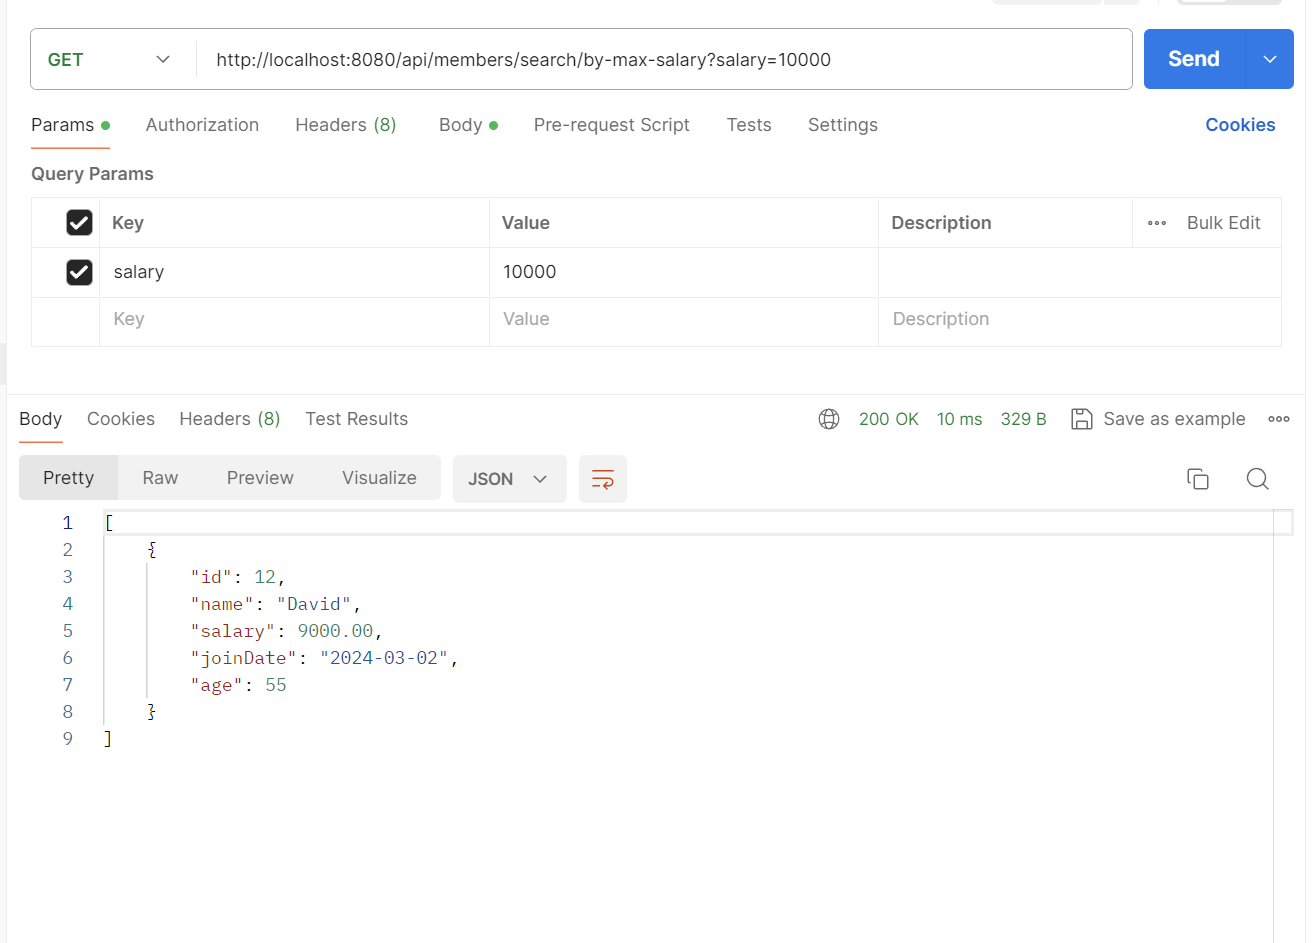 GET http://localhost:8080/api/members/search/by-max-salary?salary=10000 Send
Params Authorization Headers (8) Body Pre-request Script Tests Settings Cookies
Query Params
Key Value Description Bulk Edit
salary 10000
Key Value Description
Body Cookies Headers (8) Test Results 200 OK 10 ms 329 B Save as example
Pretty Raw Preview Visualize JSON
1 [
2 {
3 "id": 12,
4 "name": "David",
5 "salary": 9000.00,
6 "joinDate": "2024-03-02",
7 "age": 55
8 }
9 ]